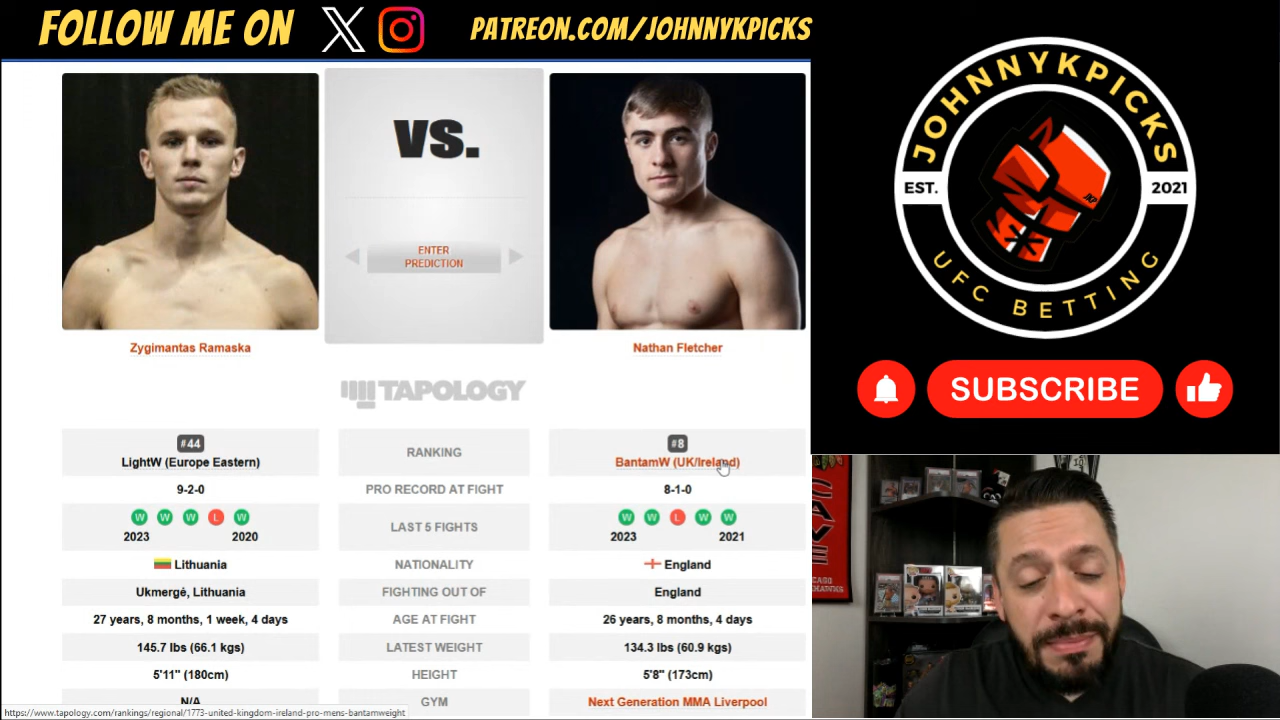 FOLLOW ME ON
PATREON.COM/JOHNNYKPICKS
VS.
ENTER
PREDICTION
Zygimantas Ramaska
Nathan Fletcher
TAPOLOGY
#44
LightW (Europe Eastern)
RANKING
#8
BantamW (UK/Ireland)
9-2-0
PRO RECORD AT FIGHT
8-1-0
W W W L W
LAST 5 FIGHTS
W W L W W
2023 2020
2023 2021
Lithuania
NATIONALITY
England
Ukmergė, Lithuania
FIGHTING OUT OF
England
27 years, 8 months, 1 week, 4 days
AGE AT FIGHT
26 years, 8 months, 4 days
145.7 lbs (66.1 kgs)
LATEST WEIGHT
134.3 lbs (60.9 kgs)
5'11" (180cm)
HEIGHT
5'8" (173cm)
N/A
GYM
Next Generation MMA Liverpool
https://www.tapology.com/rankings/regional/1773-united-kingdom-ireland-pro-mens-bantamweight
JOHNNYKPICKS
EST. 2021
JKP
UFC BETTING
SUBSCRIBE